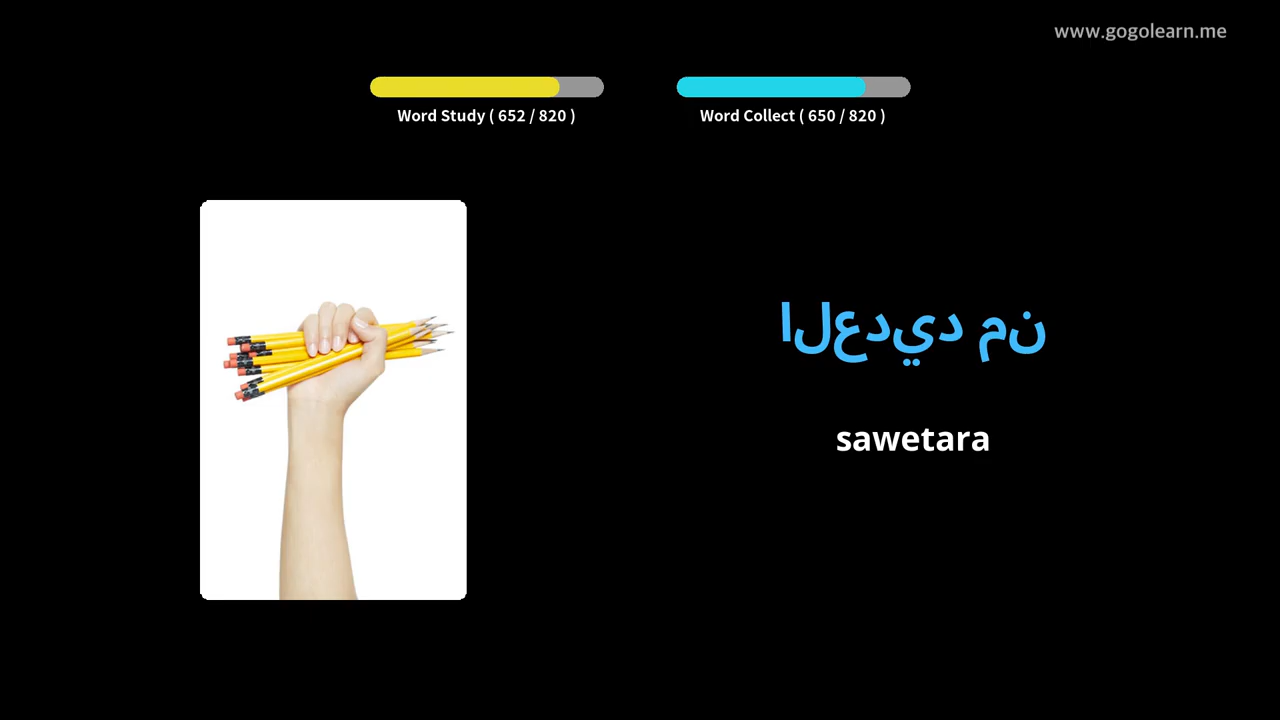 www.gogolearn.me
Word Study ( 652 / 820 )
Word Collect ( 650 / 820 )
العديد من
sawetara